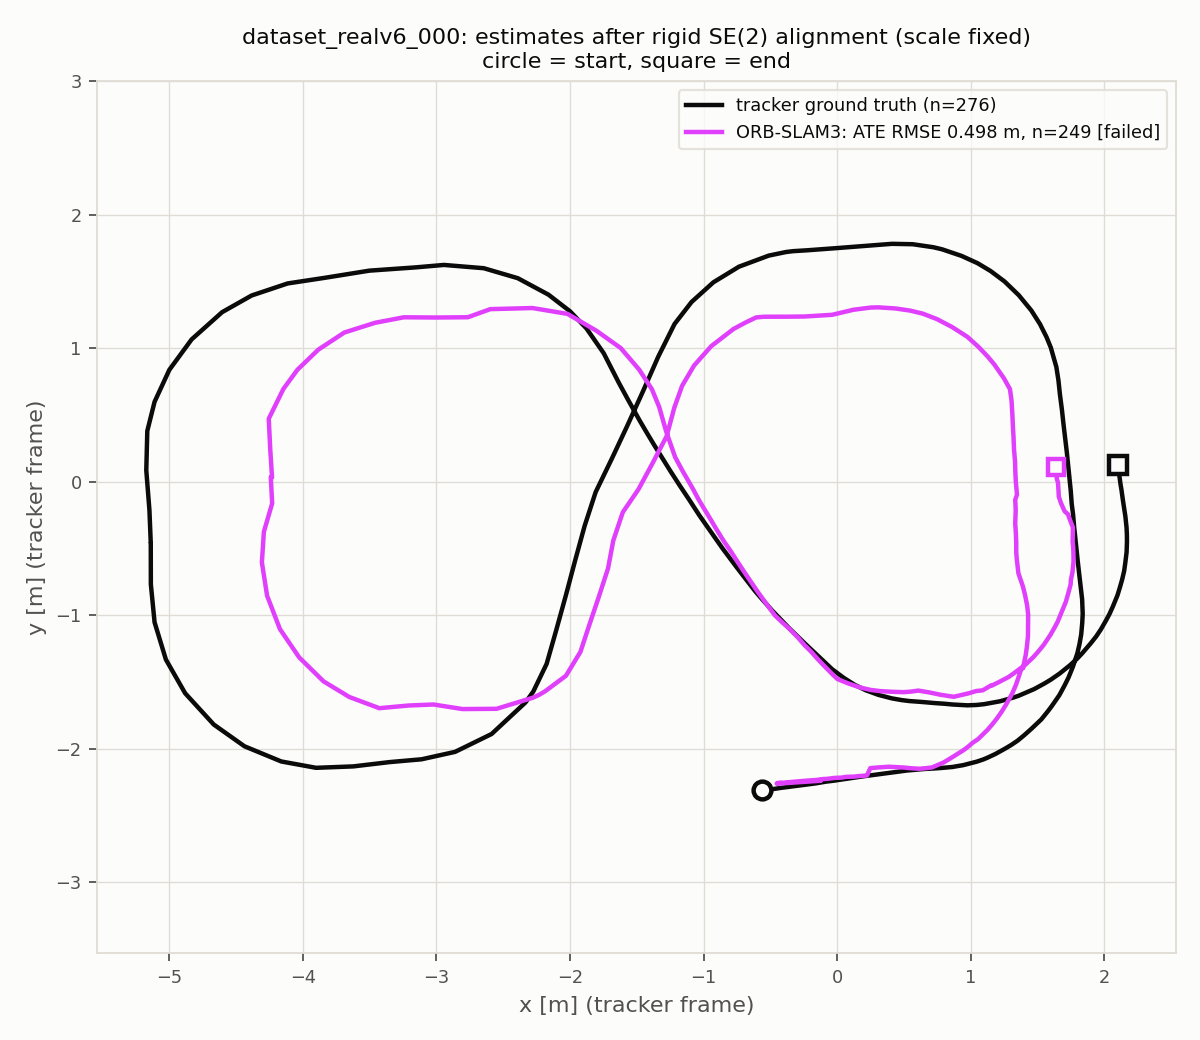 dataset_realv6_000: estimates after rigid SE(2) alignment (scale fixed)
circle = start, square = end
tracker ground truth (n=276)
ORB-SLAM3: ATE RMSE 0.498 m, n=249 [failed]
3
2
1
0
−1
−2
−3
y [m] (tracker frame)
−5
−4
−3
−2
−1
0
1
2
x [m] (tracker frame)